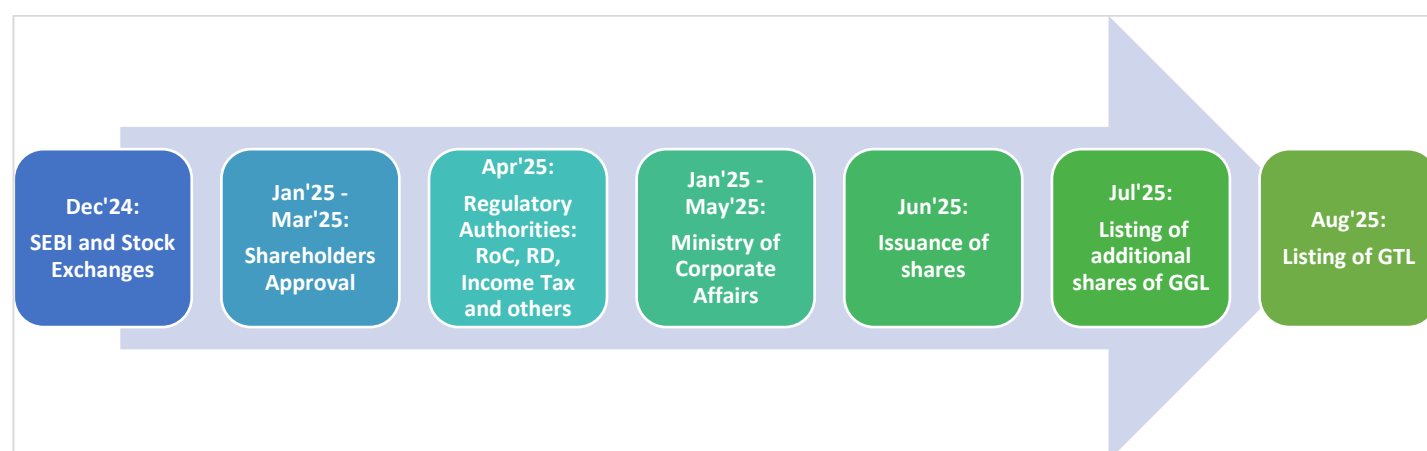 Dec'24:
SEBI and Stock
Exchanges
Jan'25 -
Mar'25:
Shareholders
Approval
Apr'25:
Regulatory
Authorities:
RoC, RD,
Income Tax
and others
Jan'25 -
May'25:
Ministry of
Corporate
Affairs
Jun'25:
Issuance of
shares
Jul'25:
Listing of
additional
shares of GGL
Aug'25:
Listing of GTL